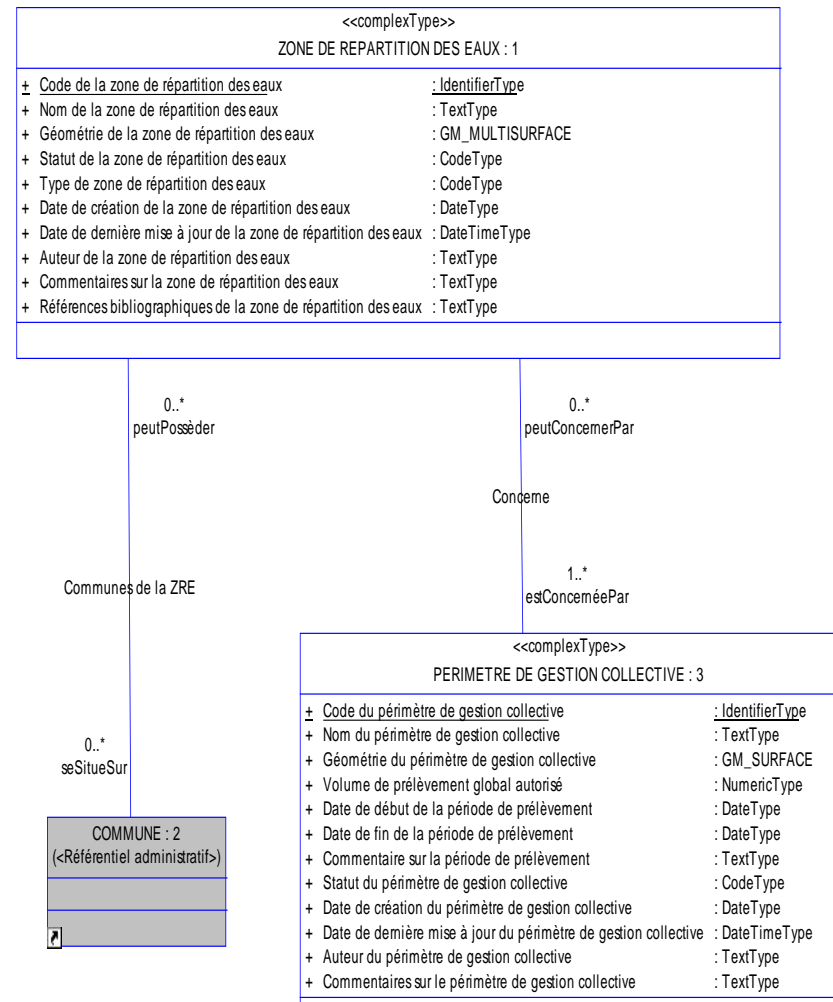 <<complexType>>
ZONE DE REPARTITION DES EAUX : 1
+ Code de la zone de répartition des eaux : IdentifierType
+ Nom de la zone de répartition des eaux : TextType
+ Géométrie de la zone de répartition des eaux : GM_MULTISURFACE
+ Statut de la zone de répartition des eaux : CodeType
+ Type de zone de répartition des eaux : CodeType
+ Date de création de la zone de répartition des eaux : DateType
+ Date de dernière mise à jour de la zone de répartition des eaux : DateTimeType
+ Auteur de la zone de répartition des eaux : TextType
+ Commentaires sur la zone de répartition des eaux : TextType
+ Références bibliographiques de la zone de répartition des eaux : TextType
0..*
peutPossèder
0..*
peutConcernerPar
Concerne
Communes de la ZRE
1..*
estConcernéePar
0..*
seSitueSur
COMMUNE : 2
(<Référentiel administratif>)
<<complexType>>
PERIMETRE DE GESTION COLLECTIVE : 3
+ Code du périmètre de gestion collective : IdentifierType
+ Nom du périmètre de gestion collective : TextType
+ Géométrie du périmètre de gestion collective : GM_SURFACE
+ Volume de prélèvement global autorisé : NumericType
+ Date de début de la période de prélèvement : DateType
+ Date de fin de la période de prélèvement : DateType
+ Commentaire sur la période de prélèvement : TextType
+ Statut du périmètre de gestion collective : CodeType
+ Date de création du périmètre de gestion collective : DateType
+ Date de dernière mise à jour du périmètre de gestion collective : DateTimeType
+ Auteur du périmètre de gestion collective : TextType
+ Commentaires sur le périmètre de gestion collective : TextType